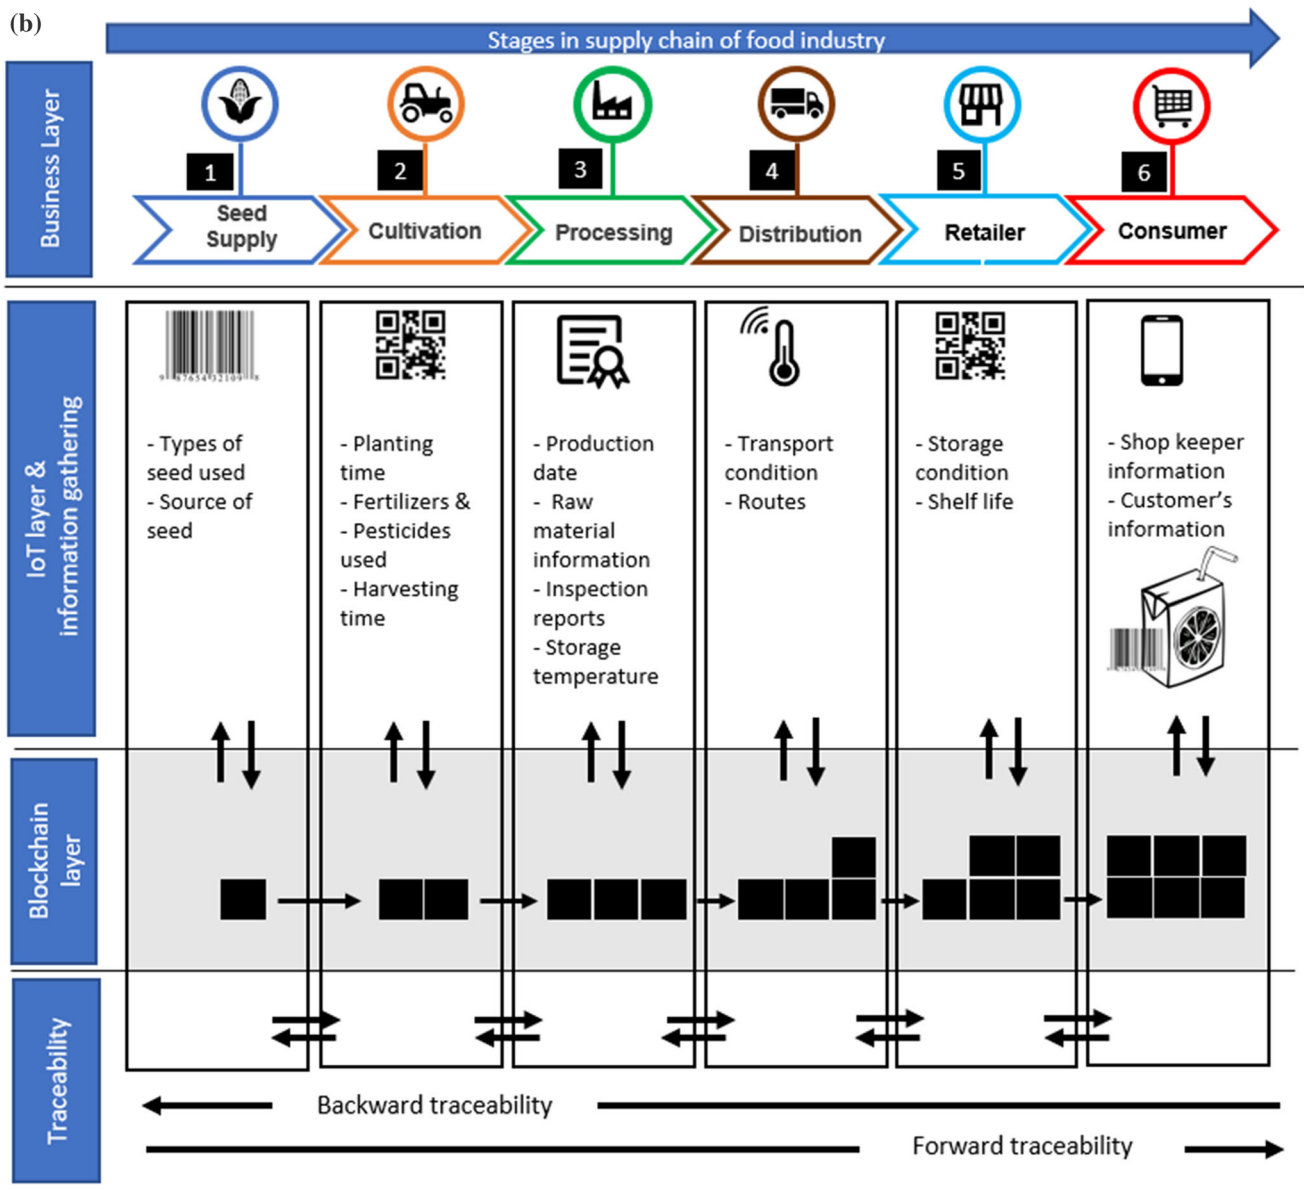 (b)
Stages in supply chain of food industry
Business Layer
1
2
3
4
5
6
Seed
Supply
Cultivation
Processing
Distribution
Retailer
Consumer
IoT layer &
information gathering
- Types of
seed used
- Source of
seed
- Planting
time
- Fertilizers &
- Pesticides
used
- Harvesting
time
- Production
date
- Raw
material
information
- Inspection
reports
- Storage
temperature
- Transport
condition
- Routes
- Storage
condition
- Shelf life
- Shop keeper
information
- Customer's
information
Blockchain
layer
Traceability
Backward traceability
Forward traceability